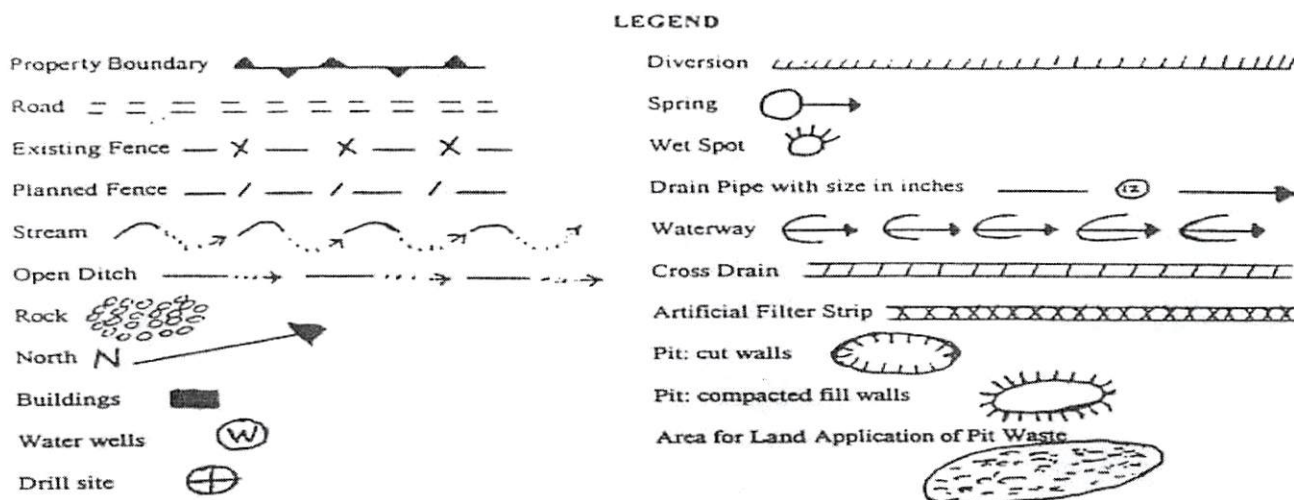 LEGEND
Property Boundary
Road
Existing Fence
Planned Fence
Stream
Open Ditch
Rock
North N
Buildings
Water wells W
Drill site
Diversion
Spring
Wet Spot
Drain Pipe with size in inches 12
Waterway
Cross Drain
Artificial Filter Strip
Pit: cut walls
Pit: compacted fill walls
Area for Land Application of Pit Waste